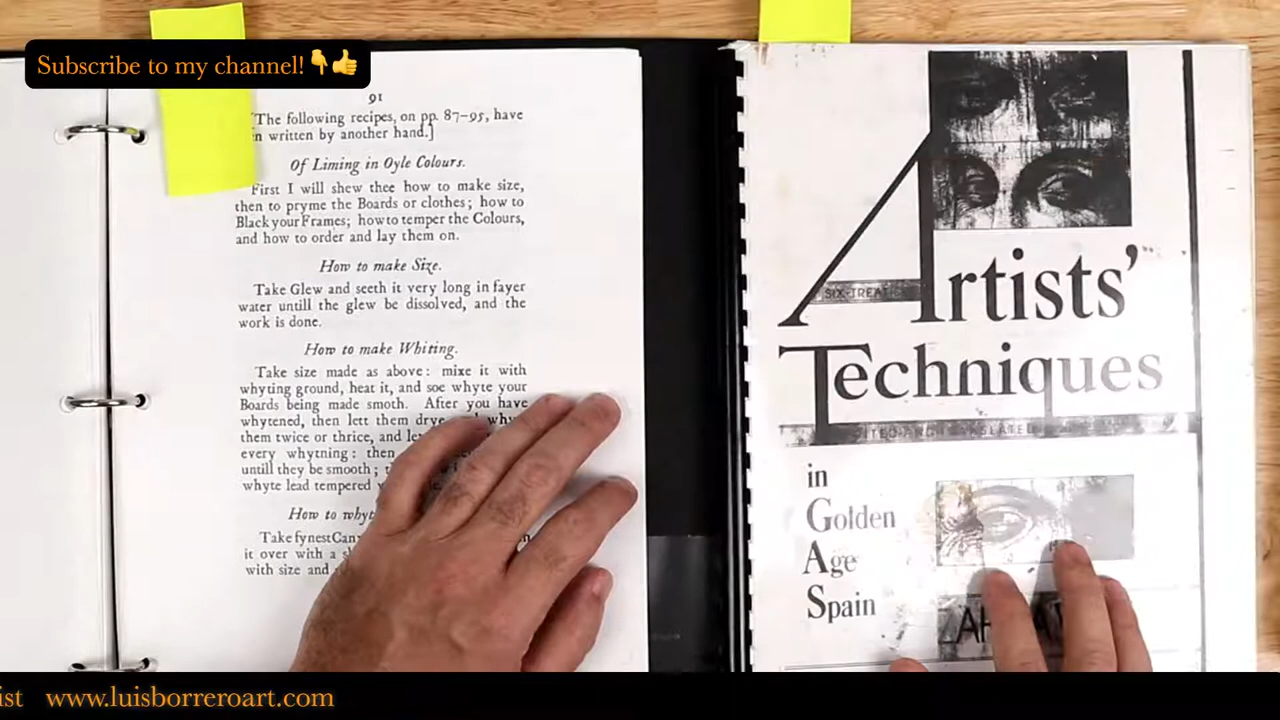 Subscribe to my channel!👇👍
91
The following recipes, on pp. 87–95, have
written by another hand.]
Of Liming in Oyle Colours.
First I will shew thee how to make size,
then to pryme the Boards or clothes; how to
Black your Frames; how to temper the Colours,
and how to order and lay them on.
How to make Size.
Take Glew and seeth it very long in fayer
water untill the glew be dissolved, and the
work is done.
How to make Whiting.
Take size made as above: mixe it with
whyting ground, heat it, and soe whyte your
Boards being made smoth. After you have
whytened, then lett them drye
them twice or thrice, and
every whytning: then
untill they be smooth;
whyte lead tempered
How to
Take fynest
it over with a
with size and
Artists'
SIX TREAT
Techniques
in
Golden
Age
Spain
www.luisborreroart.com